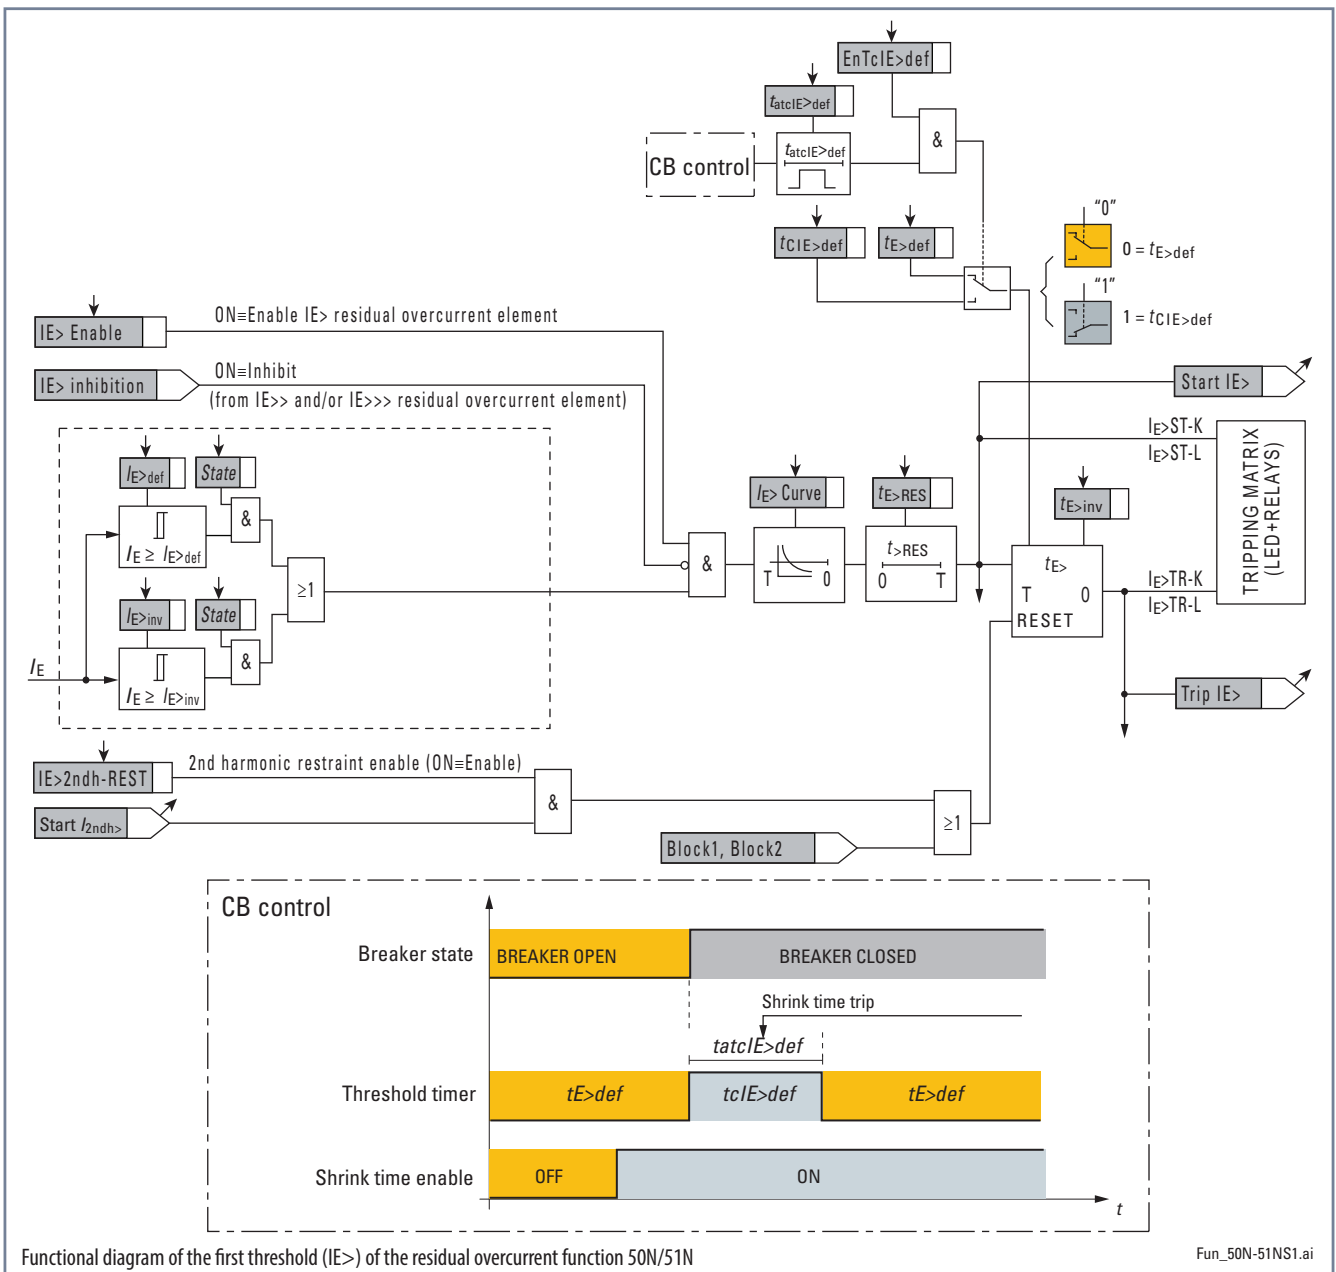 EnTcIE>def
tatcIE>def
CB control
tatcIE>def
&
tCIE>def
tE>def
"0"
0 = tE>def
"1"
1 = tCIE>def
IE> Enable
ON≡Enable IE> residual overcurrent element
IE> inhibition
ON≡Inhibit
(from IE>> and/or IE>>> residual overcurrent element)
Start IE>
IE>ST-K
IE>ST-L
TRIPPING MATRIX
(LED+RELAYS)
IE>def
State
&
IE ≥ IE>def
≥1
IE>inv
State
&
IE
IE ≥ IE>inv
&
IE> Curve
T 0
tE>RES
t>RES
0 T
tE>inv
tE>
T 0
RESET
IE>TR-K
IE>TR-L
Trip IE>
IE>2ndh-REST
2nd harmonic restraint enable (ON≡Enable)
Start I2ndh>
&
Block1, Block2
≥1
CB control
Breaker state
BREAKER OPEN
BREAKER CLOSED
Shrink time trip
tatcIE>def
Threshold timer
tE>def
tcIE>def
tE>def
Shrink time enable
OFF
ON
t
Functional diagram of the first threshold (IE>) of the residual overcurrent function 50N/51N
Fun_50N-51NS1.ai